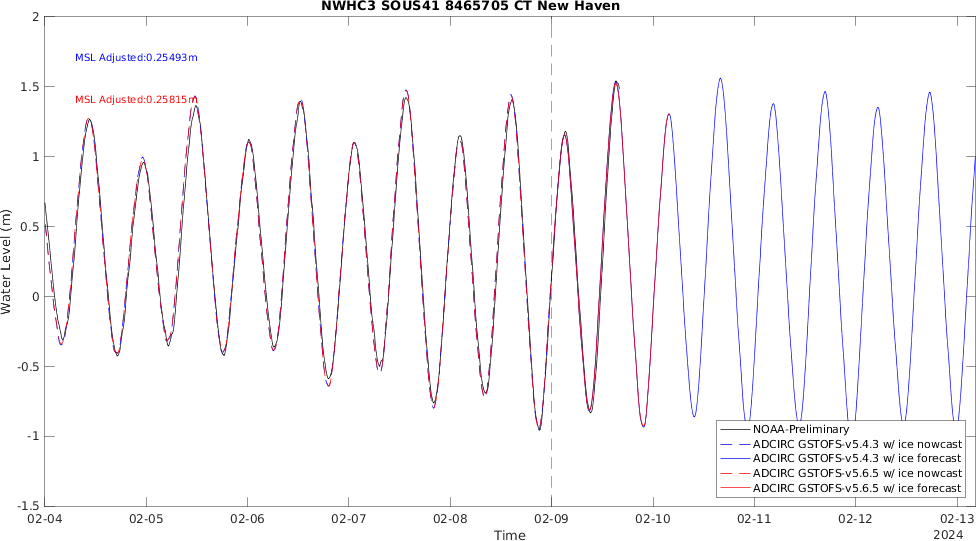 NWHC3 SOUS41 8465705 CT New Haven
2
MSL Adjusted:0.25493m
1.5
MSL Adjusted:0.25815m
1
0.5
Water Level (m)
0
-0.5
-1
NOAA-Preliminary
ADCIRC GSTOFS-v5.4.3 w/ ice nowcast
ADCIRC GSTOFS-v5.4.3 w/ ice forecast
ADCIRC GSTOFS-v5.6.5 w/ ice nowcast
ADCIRC GSTOFS-v5.6.5 w/ ice forecast
-1.5
02-04 02-05 02-06 02-07 02-08 02-09 02-10 02-11 02-12 02-13
Time
2024